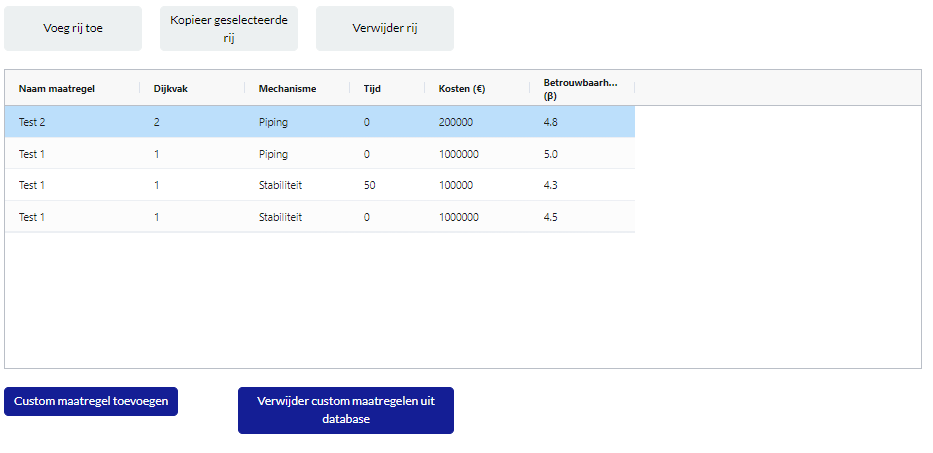 Voeg rij toe
Kopieer geselecteerde
rij
Verwijder rij
Naam maatregel Dijkvak Mechanisme Tijd Kosten (€) Betrouwbaarh...
(β)
Test 2 2 Piping 0 200000 4.8
Test 1 1 Piping 0 1000000 5.0
Test 1 1 Stabiliteit 50 100000 4.3
Test 1 1 Stabiliteit 0 1000000 4.5
Custom maatregel toevoegen
Verwijder custom maatregelen uit
database